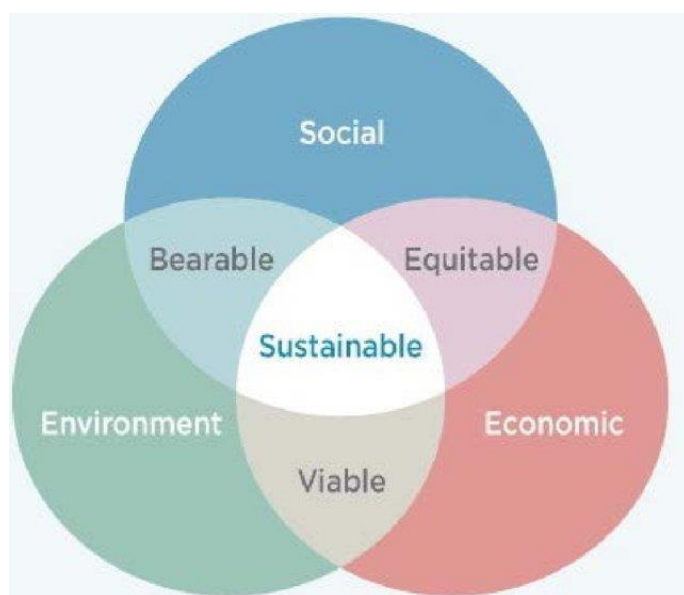 Social
Bearable
Equitable
Sustainable
Environment
Economic
Viable